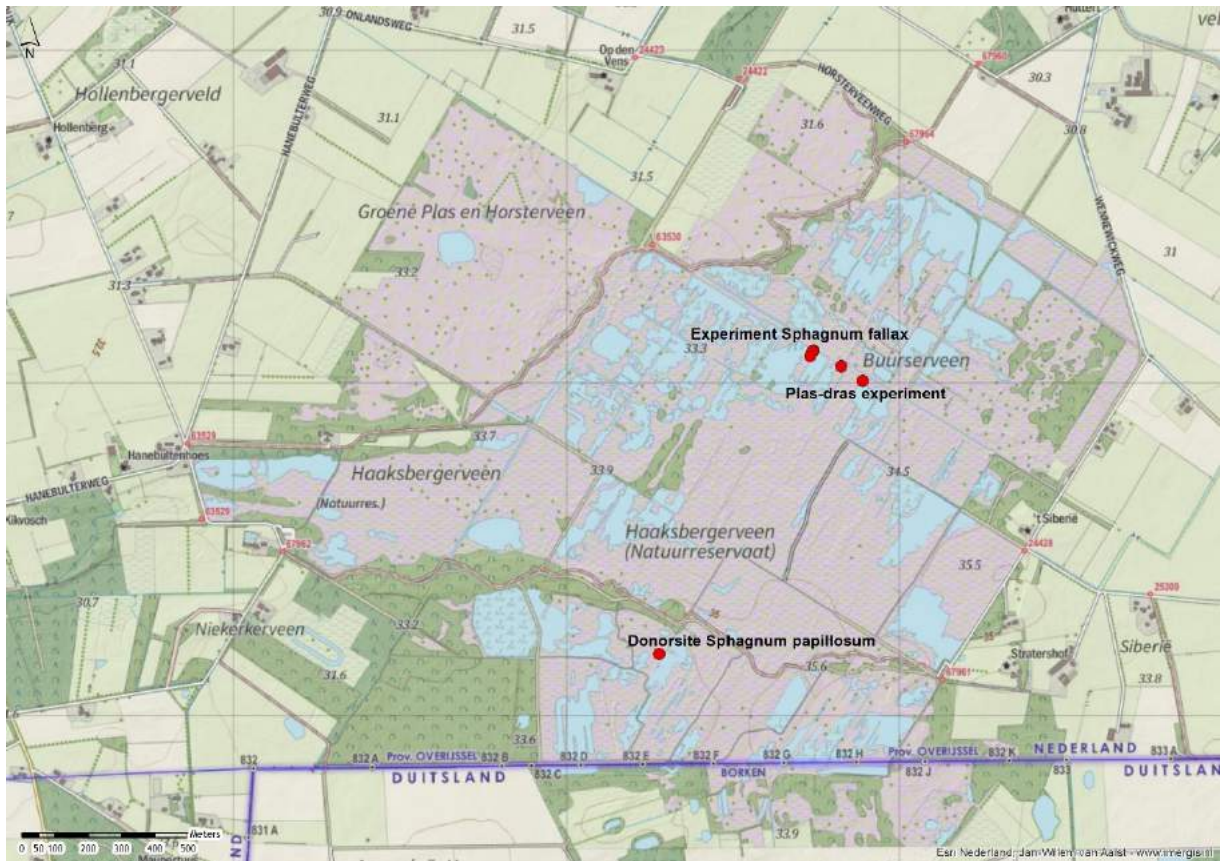 30.9
ONLANDSWEG
31.5
Op den
Vens
24423
24422
HORSTERVEENWEG
67960
30.3
Hollenbergerveld
31.1
HANEBULTERWEG
31.1
Hollenberg
31.6
67964
30.8
31.5
WENNEWICKWEG
Groene Plas en Horsterveen
63530
31
33.2
31.3
Experiment Sphagnum fallax
33.3
Buurserveen
Plas-dras experiment
63529
33.7
Hanebultenhoes
Haaksbergerveen
(Natuurres.)
33.9
34.5
HANEBULTERWEG
63529
Kikvosch
't Siberië
Haaksbergerveen
(Natuurreservaat)
67962
24428
35.5
25300
30.7
35
Niekerkerveen
33.2
Donorsite Sphagnum papillosum
35
Stratershof
Siberië
31.6
35.6
67961
33.8
33.6
832
832 A
Prov. OVERIJSSEL
832 B
832 D
832 E
832 F
832 G
832 H
Prov. OVERIJSSEL
832 K
NEDERLAND
833 A
DUITSLAND
832 C
BORKEN
832 J
833
DUITS
831 A
33.9
Meters
0 50 100 200 300 400 500
Esri Nederland, Jan-Willem van Aalst - www.imergis.nl